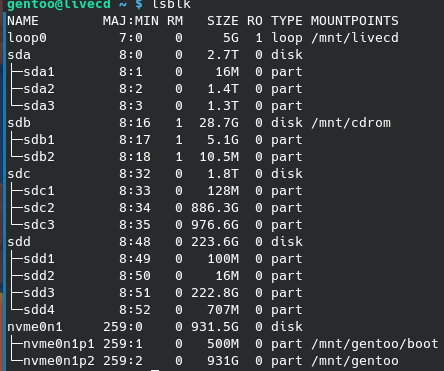 gentoo@livecd ~ $ lsblk
NAME        MAJ:MIN RM   SIZE RO TYPE MOUNTPOINTS
loop0         7:0    0     5G  1 loop /mnt/livecd
sda           8:0    0   2.7T  0 disk
├─sda1        8:1    0    16M  0 part
├─sda2        8:2    0   1.4T  0 part
└─sda3        8:3    0   1.3T  0 part
sdb           8:16   1  28.7G  0 disk /mnt/cdrom
├─sdb1        8:17   1   5.1G  0 part
└─sdb2        8:18   1  10.5M  0 part
sdc           8:32   0   1.8T  0 disk
├─sdc1        8:33   0   128M  0 part
├─sdc2        8:34   0 886.3G  0 part
└─sdc3        8:35   0 976.6G  0 part
sdd           8:48   0 223.6G  0 disk
├─sdd1        8:49   0   100M  0 part
├─sdd2        8:50   0    16M  0 part
├─sdd3        8:51   0 222.8G  0 part
└─sdd4        8:52   0   707M  0 part
nvme0n1     259:0    0 931.5G  0 disk
├─nvme0n1p1 259:1    0   500M  0 part /mnt/gentoo/boot
└─nvme0n1p2 259:2    0   931G  0 part /mnt/gentoo